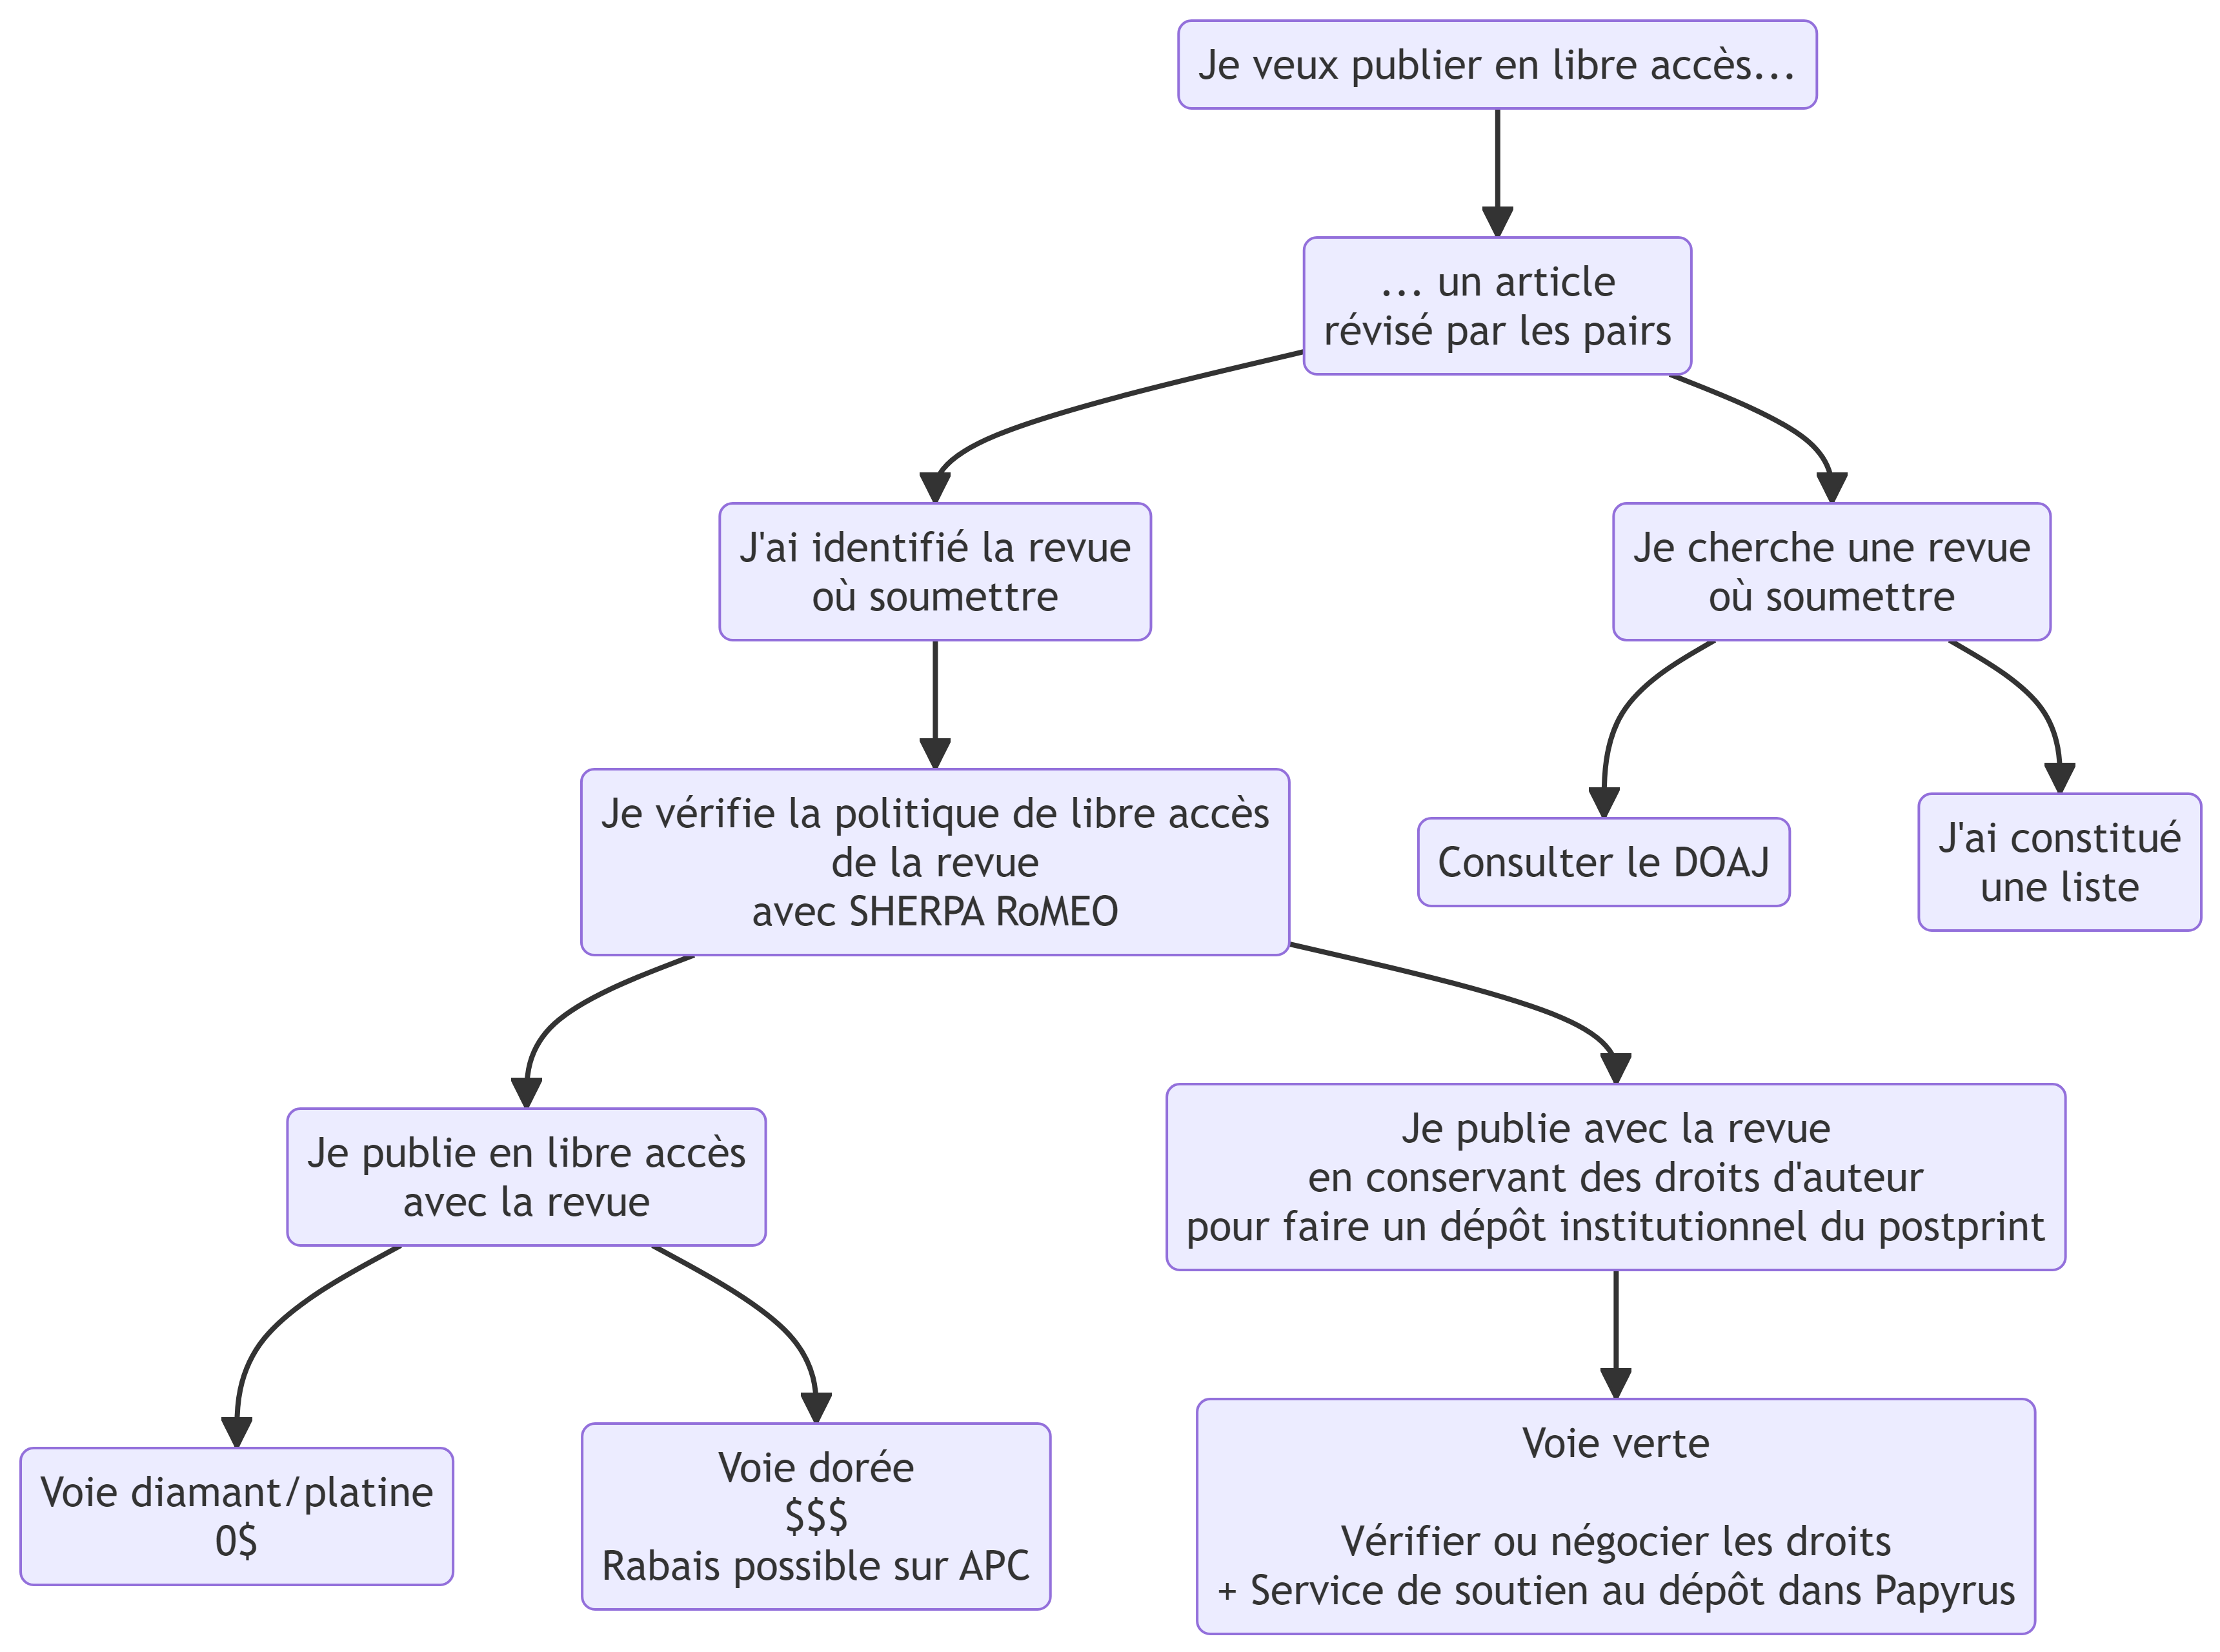 Je veux publier en libre accès...
... un article
révisé par les pairs
J'ai identifié la revue
où soumettre
Je cherche une revue
où soumettre
Je vérifie la politique de libre accès
de la revue
avec SHERPA RoMEO
Consulter le DOAJ
J'ai constitué
une liste
Je publie en libre accès
avec la revue
Je publie avec la revue
en conservant des droits d'auteur
pour faire un dépôt institutionnel du postprint
Voie diamant/platine
0$
Voie dorée
$$$
Rabais possible sur APC
Voie verte
Vérifier ou négocier les droits
+ Service de soutien au dépôt dans Papyrus